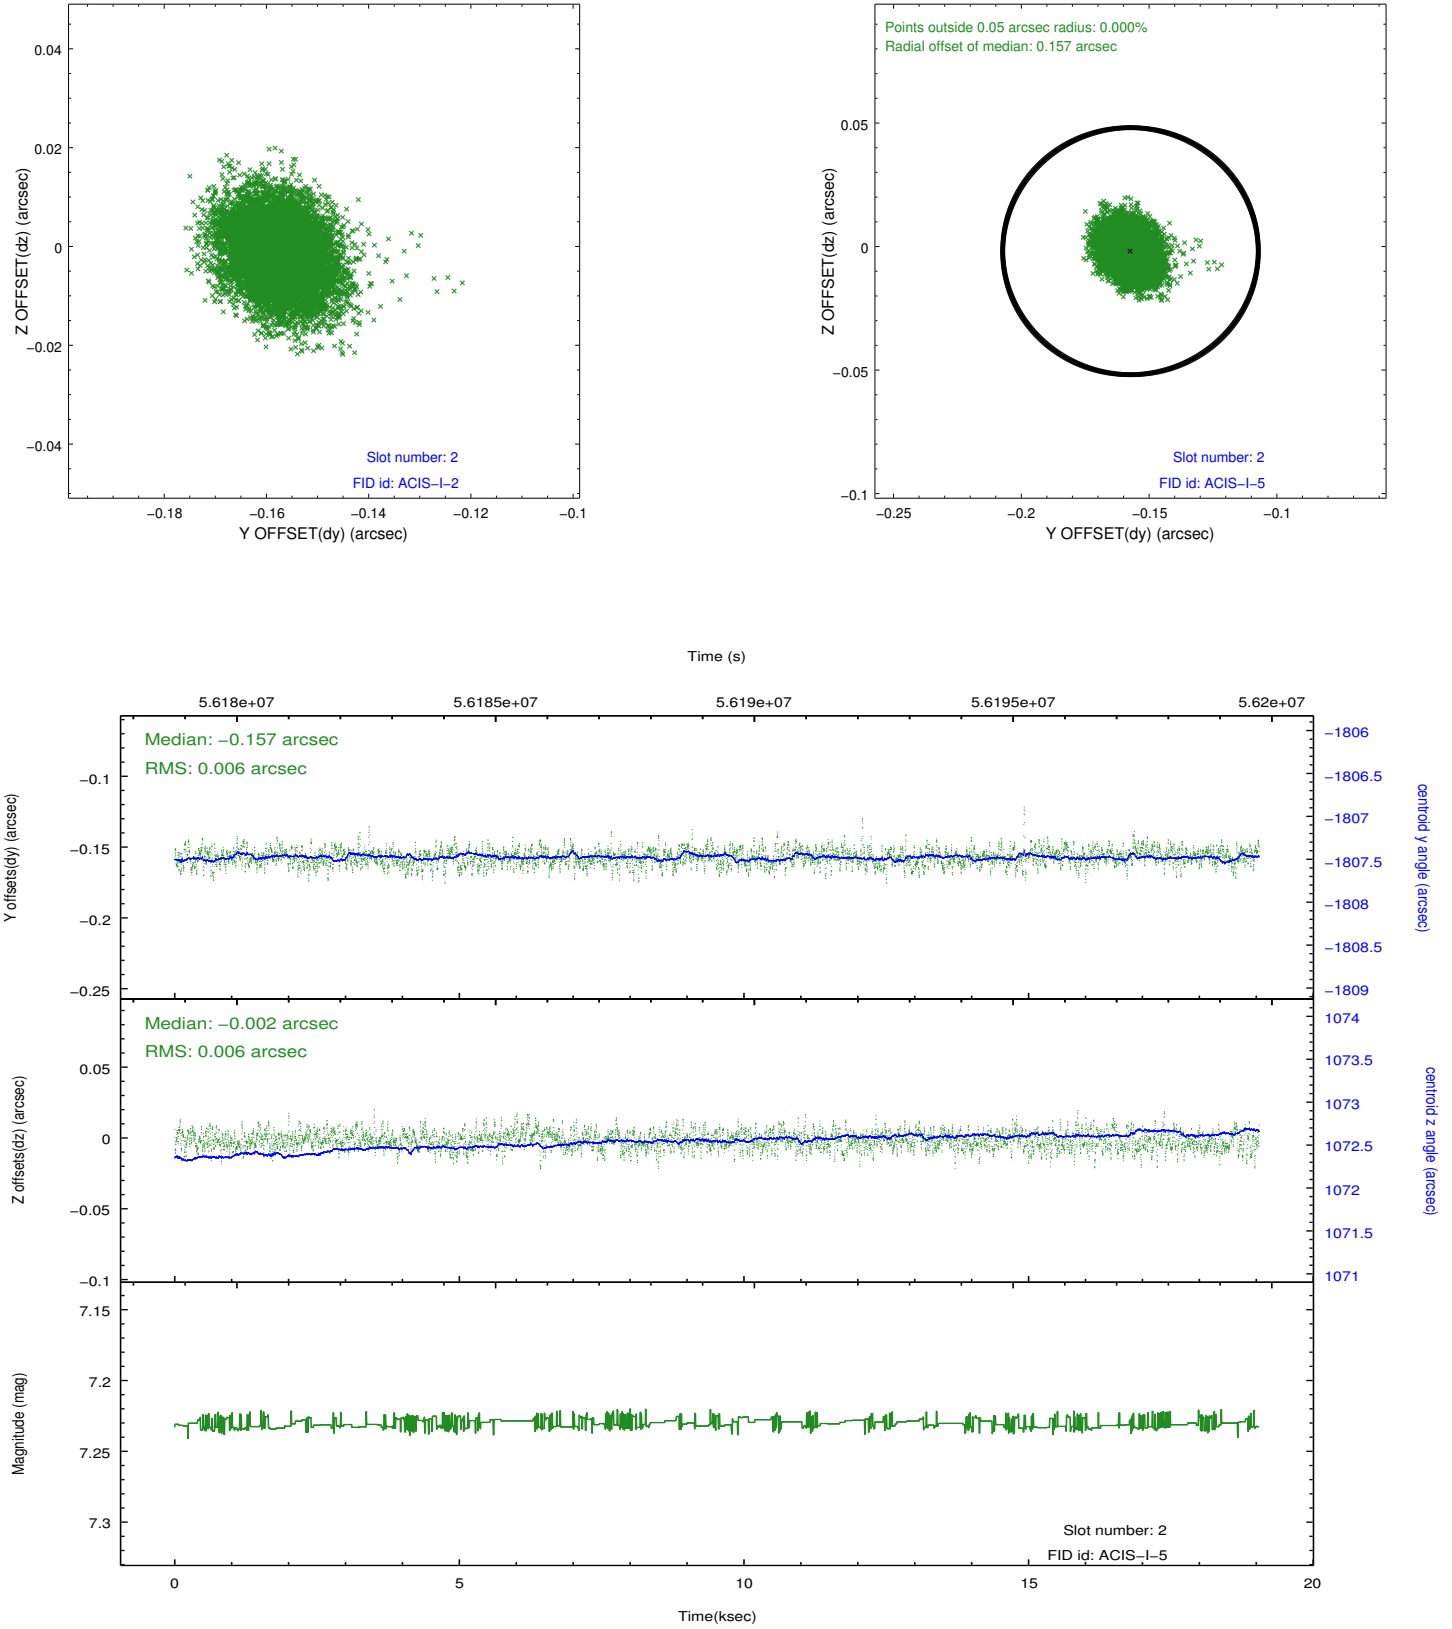 0.04
0.02
0
−0.02
−0.04
Z OFFSET(dz) (arcsec)
−0.18
−0.16
−0.14
−0.12
−0.1
Y OFFSET(dy) (arcsec)
Slot number: 2
FID id: ACIS−I−2
Points outside 0.05 arcsec radius: 0.000%
Radial offset of median: 0.157 arcsec
0.05
0
−0.05
−0.1
Z OFFSET(dz) (arcsec)
−0.25
−0.2
−0.15
−0.1
Y OFFSET(dy) (arcsec)
Slot number: 2
FID id: ACIS−I−5
Time (s)
5.618e+07
5.6185e+07
5.619e+07
5.6195e+07
5.62e+07
Median: −0.157 arcsec
RMS: 0.006 arcsec
−0.1
−0.15
−0.2
−0.25
Y offsets(dy) (arcsec)
−1806
−1806.5
−1807
−1807.5
−1808
−1808.5
−1809
centroid y angle (arcsec)
Median: −0.002 arcsec
RMS: 0.006 arcsec
0.05
0
−0.05
−0.1
Z offsets(dz) (arcsec)
1074
1073.5
1073
1072.5
1072
1071.5
1071
centroid z angle (arcsec)
7.15
7.2
7.25
7.3
Magnitude (mag)
Slot number: 2
FID id: ACIS−I−5
0
5
10
15
20
Time(ksec)